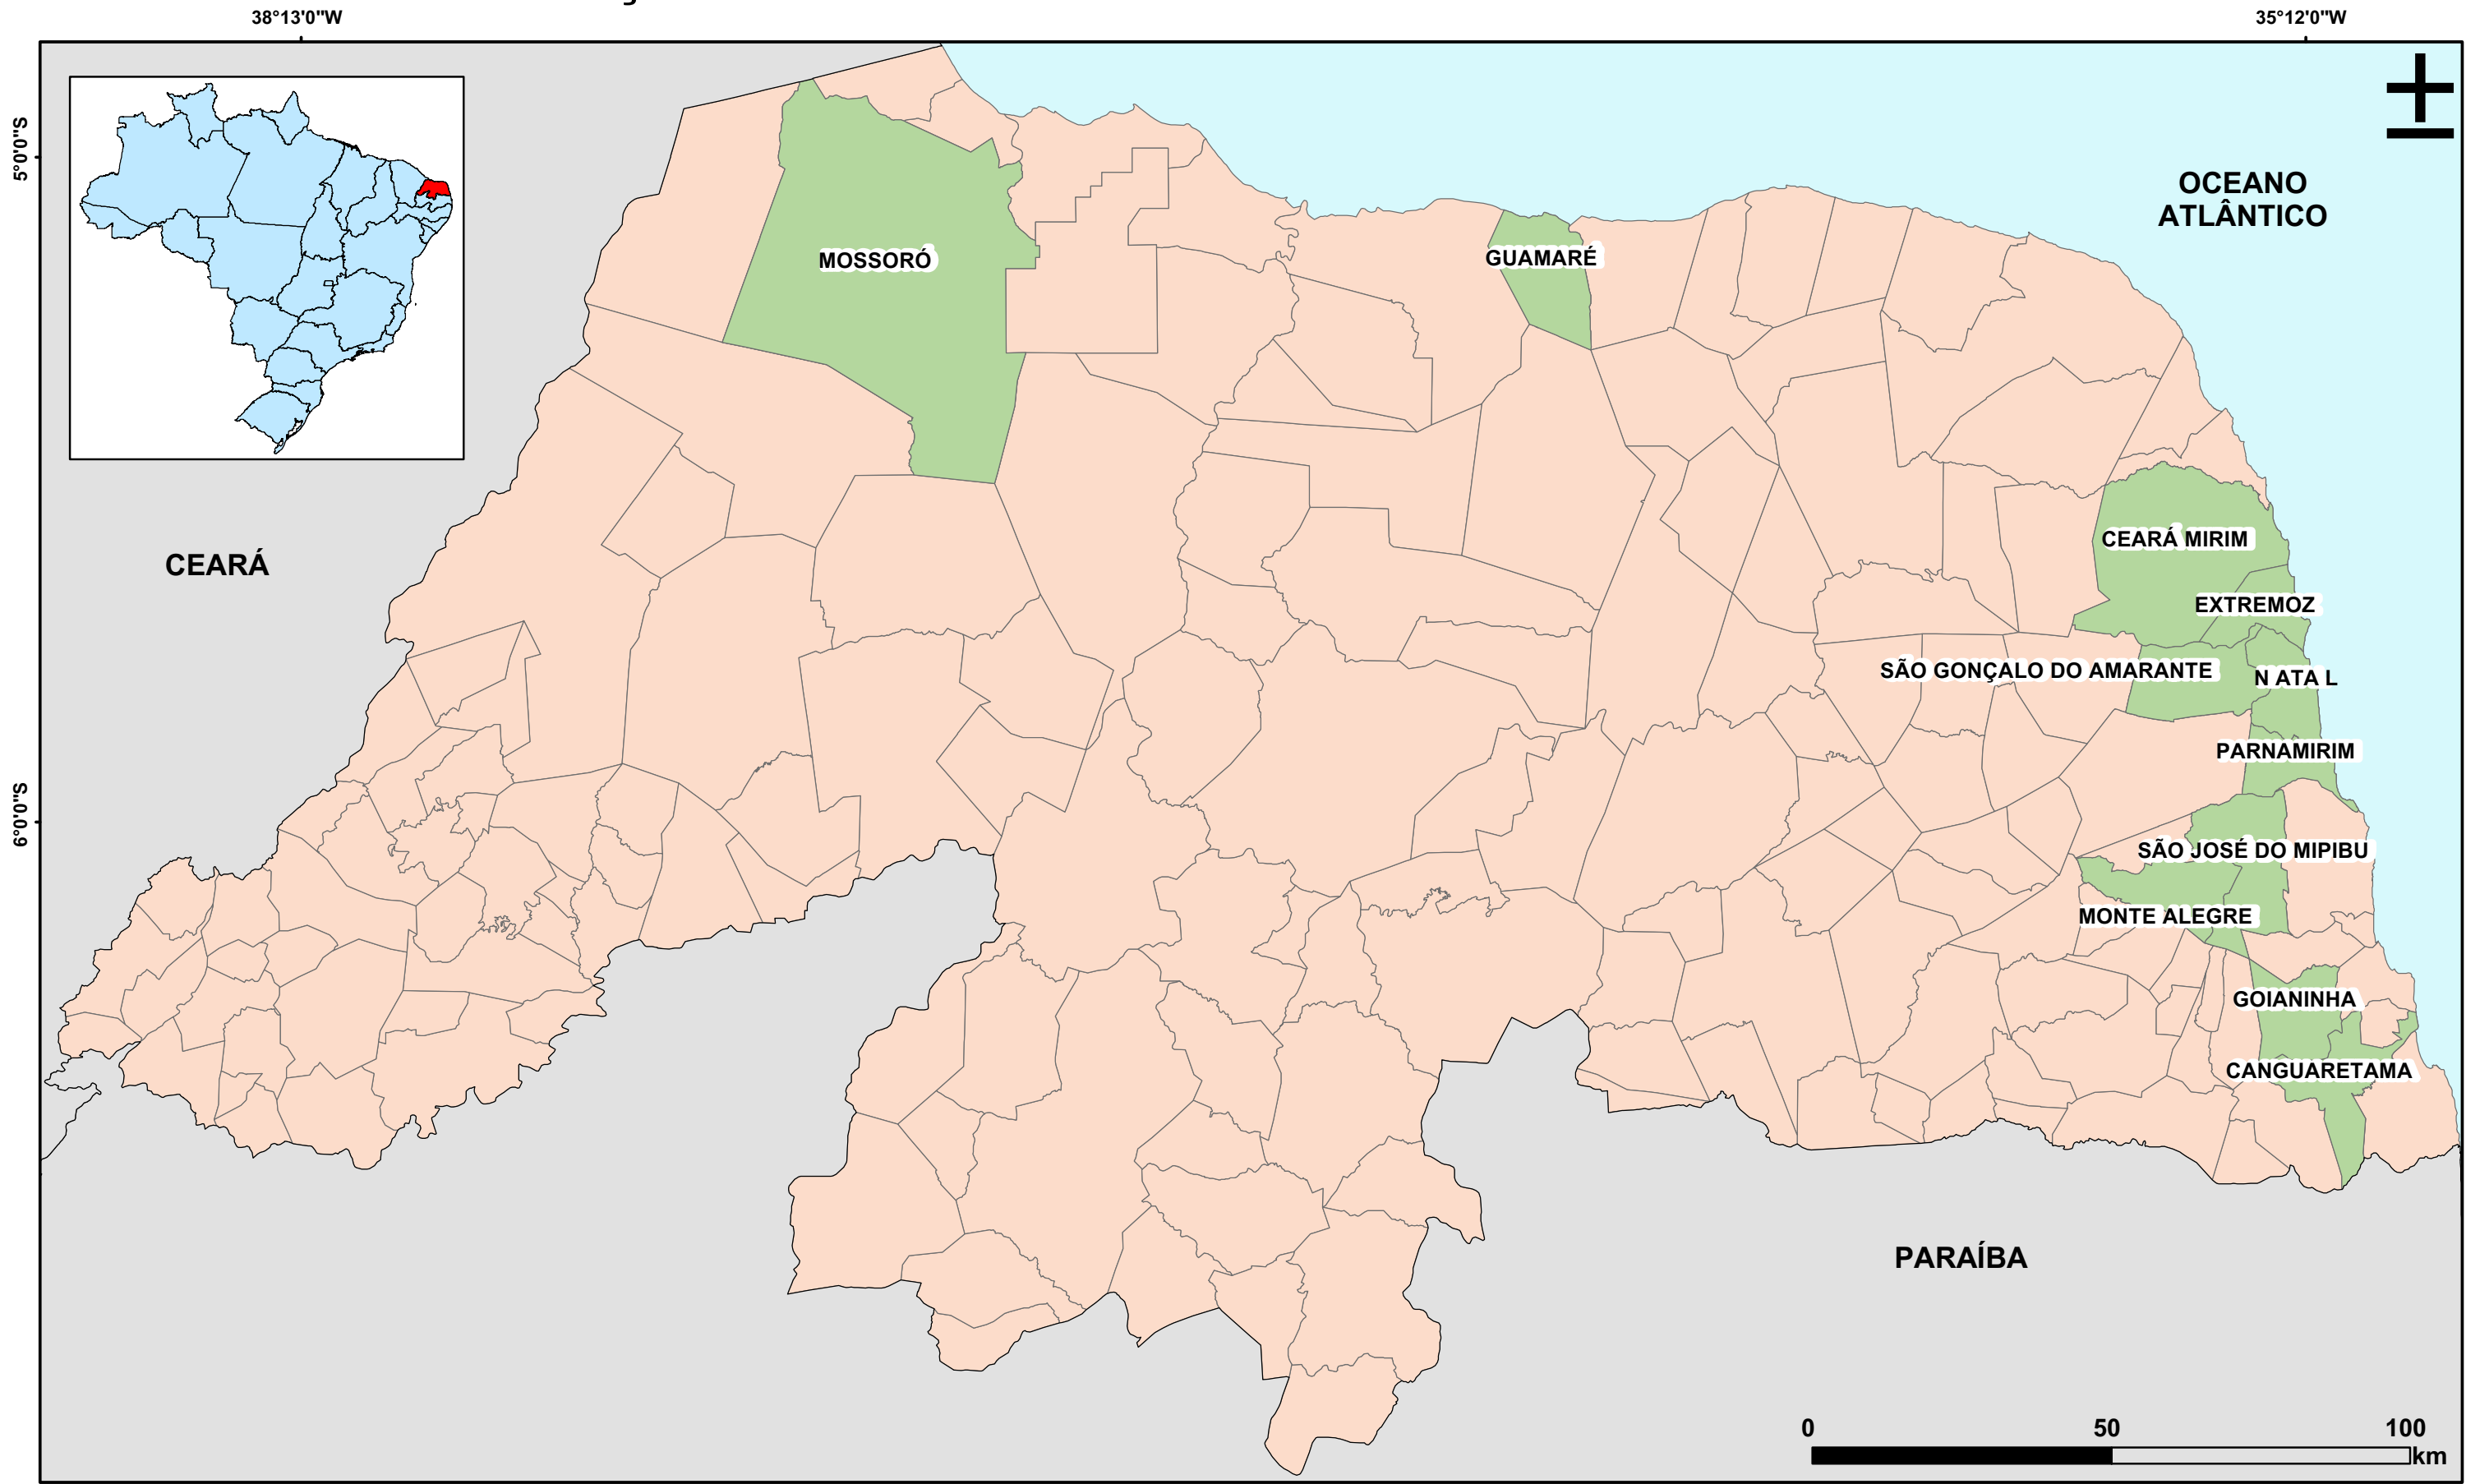 38°13'0"W
35°12'0"W
5°0'0"S
OCEANO
ATLÂNTICO
MOSSORÓ
GUAMARÉ
CEARÁ
CEARÁ MIRIM
EXTREMOZ
SÃO GONÇALO DO AMARANTE
N ATA L
PARNAMIRIM
6°0'0"S
SÃO JOSÉ DO MIPIBU
MONTE ALEGRE
GOIANINHA
CANGUARETAMA
PARAÍBA
0 50 100
km